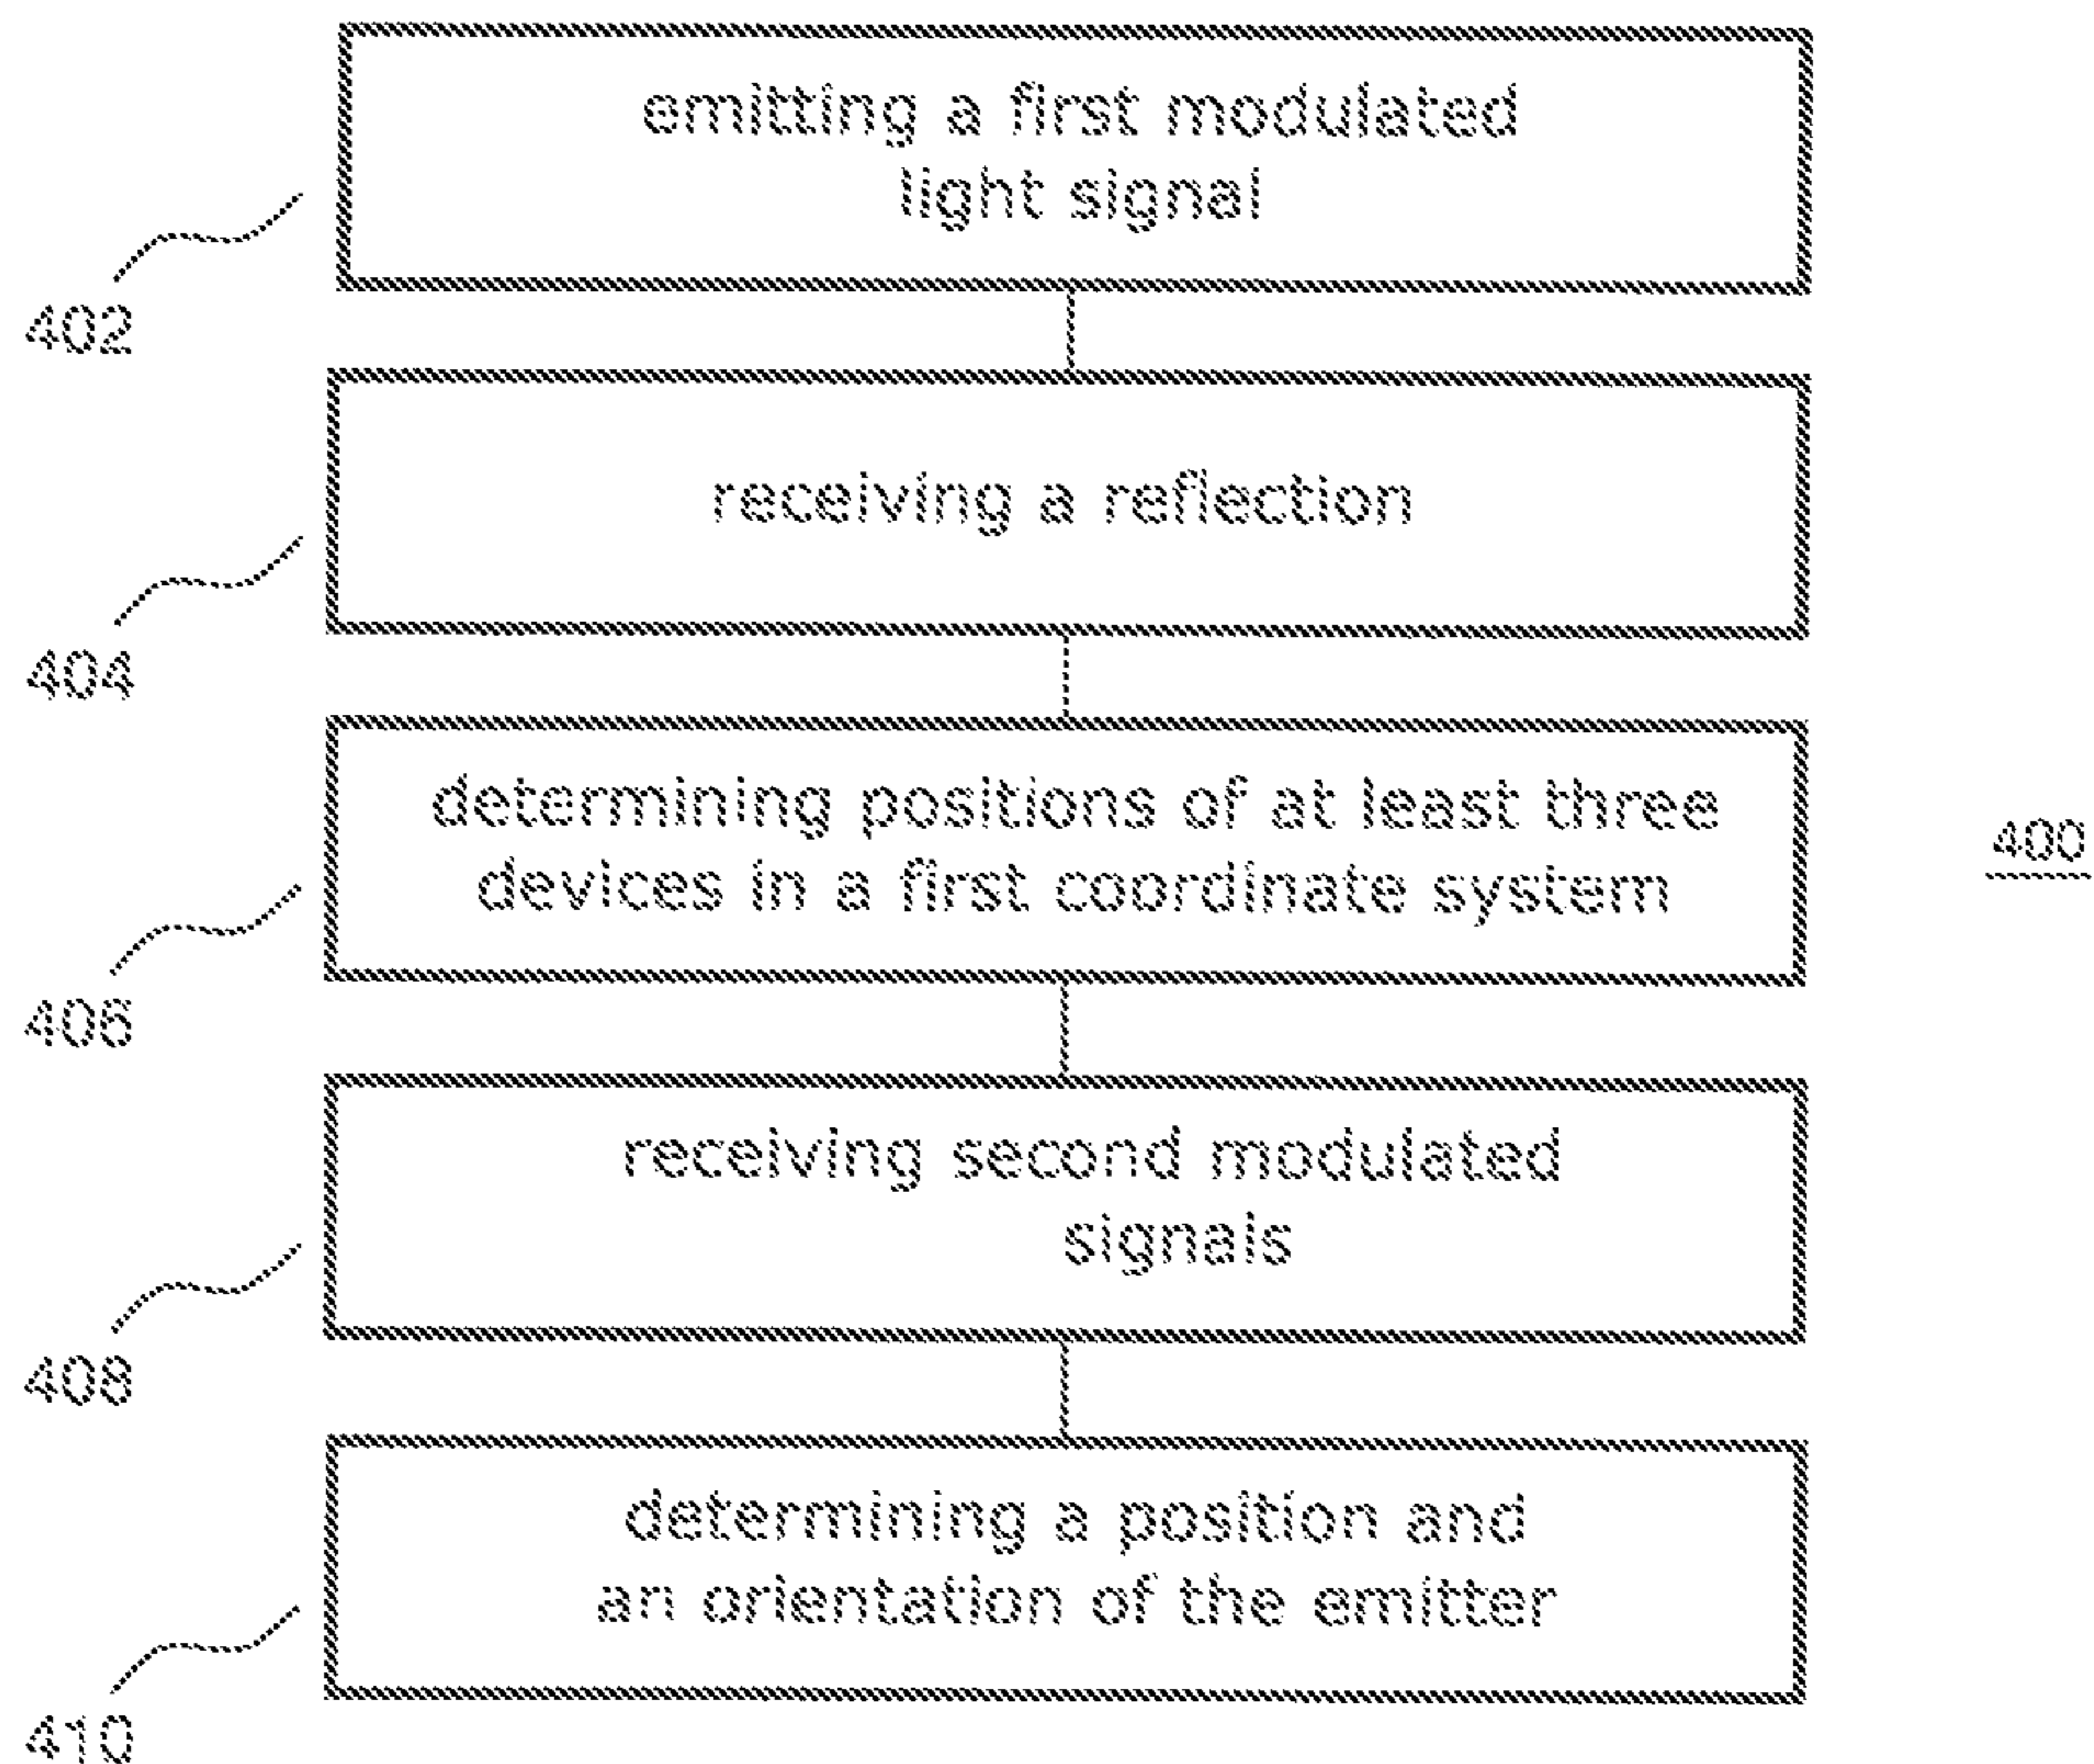 emitting a first modulated
light signal
402
receiving a reflection
404
determining positions of at least three
devices in a first coordinate system
400
406
receiving second modulated
signals
408
determining a position and
an orientation of the emitter
410